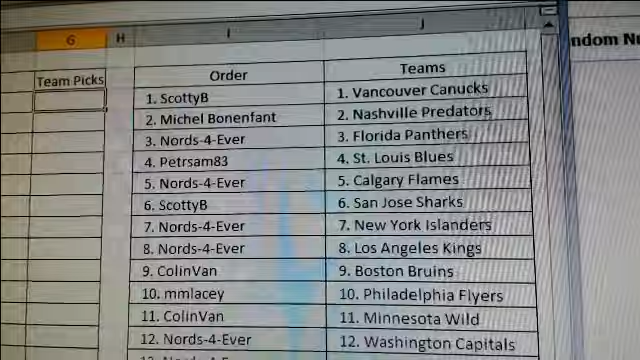 G H I J
ndom Nu
Team Picks Order Teams
1. ScottyB 1. Vancouver Canucks
2. Michel Bonenfant 2. Nashville Predators
3. Nords-4-Ever 3. Florida Panthers
4. Petrsam83 4. St. Louis Blues
5. Nords-4-Ever 5. Calgary Flames
6. ScottyB 6. San Jose Sharks
7. Nords-4-Ever 7. New York Islanders
8. Nords-4-Ever 8. Los Angeles Kings
9. ColinVan 9. Boston Bruins
10. mmlacey 10. Philadelphia Flyers
11. ColinVan 11. Minnesota Wild
12. Nords-4-Ever 12. Washington Capitals